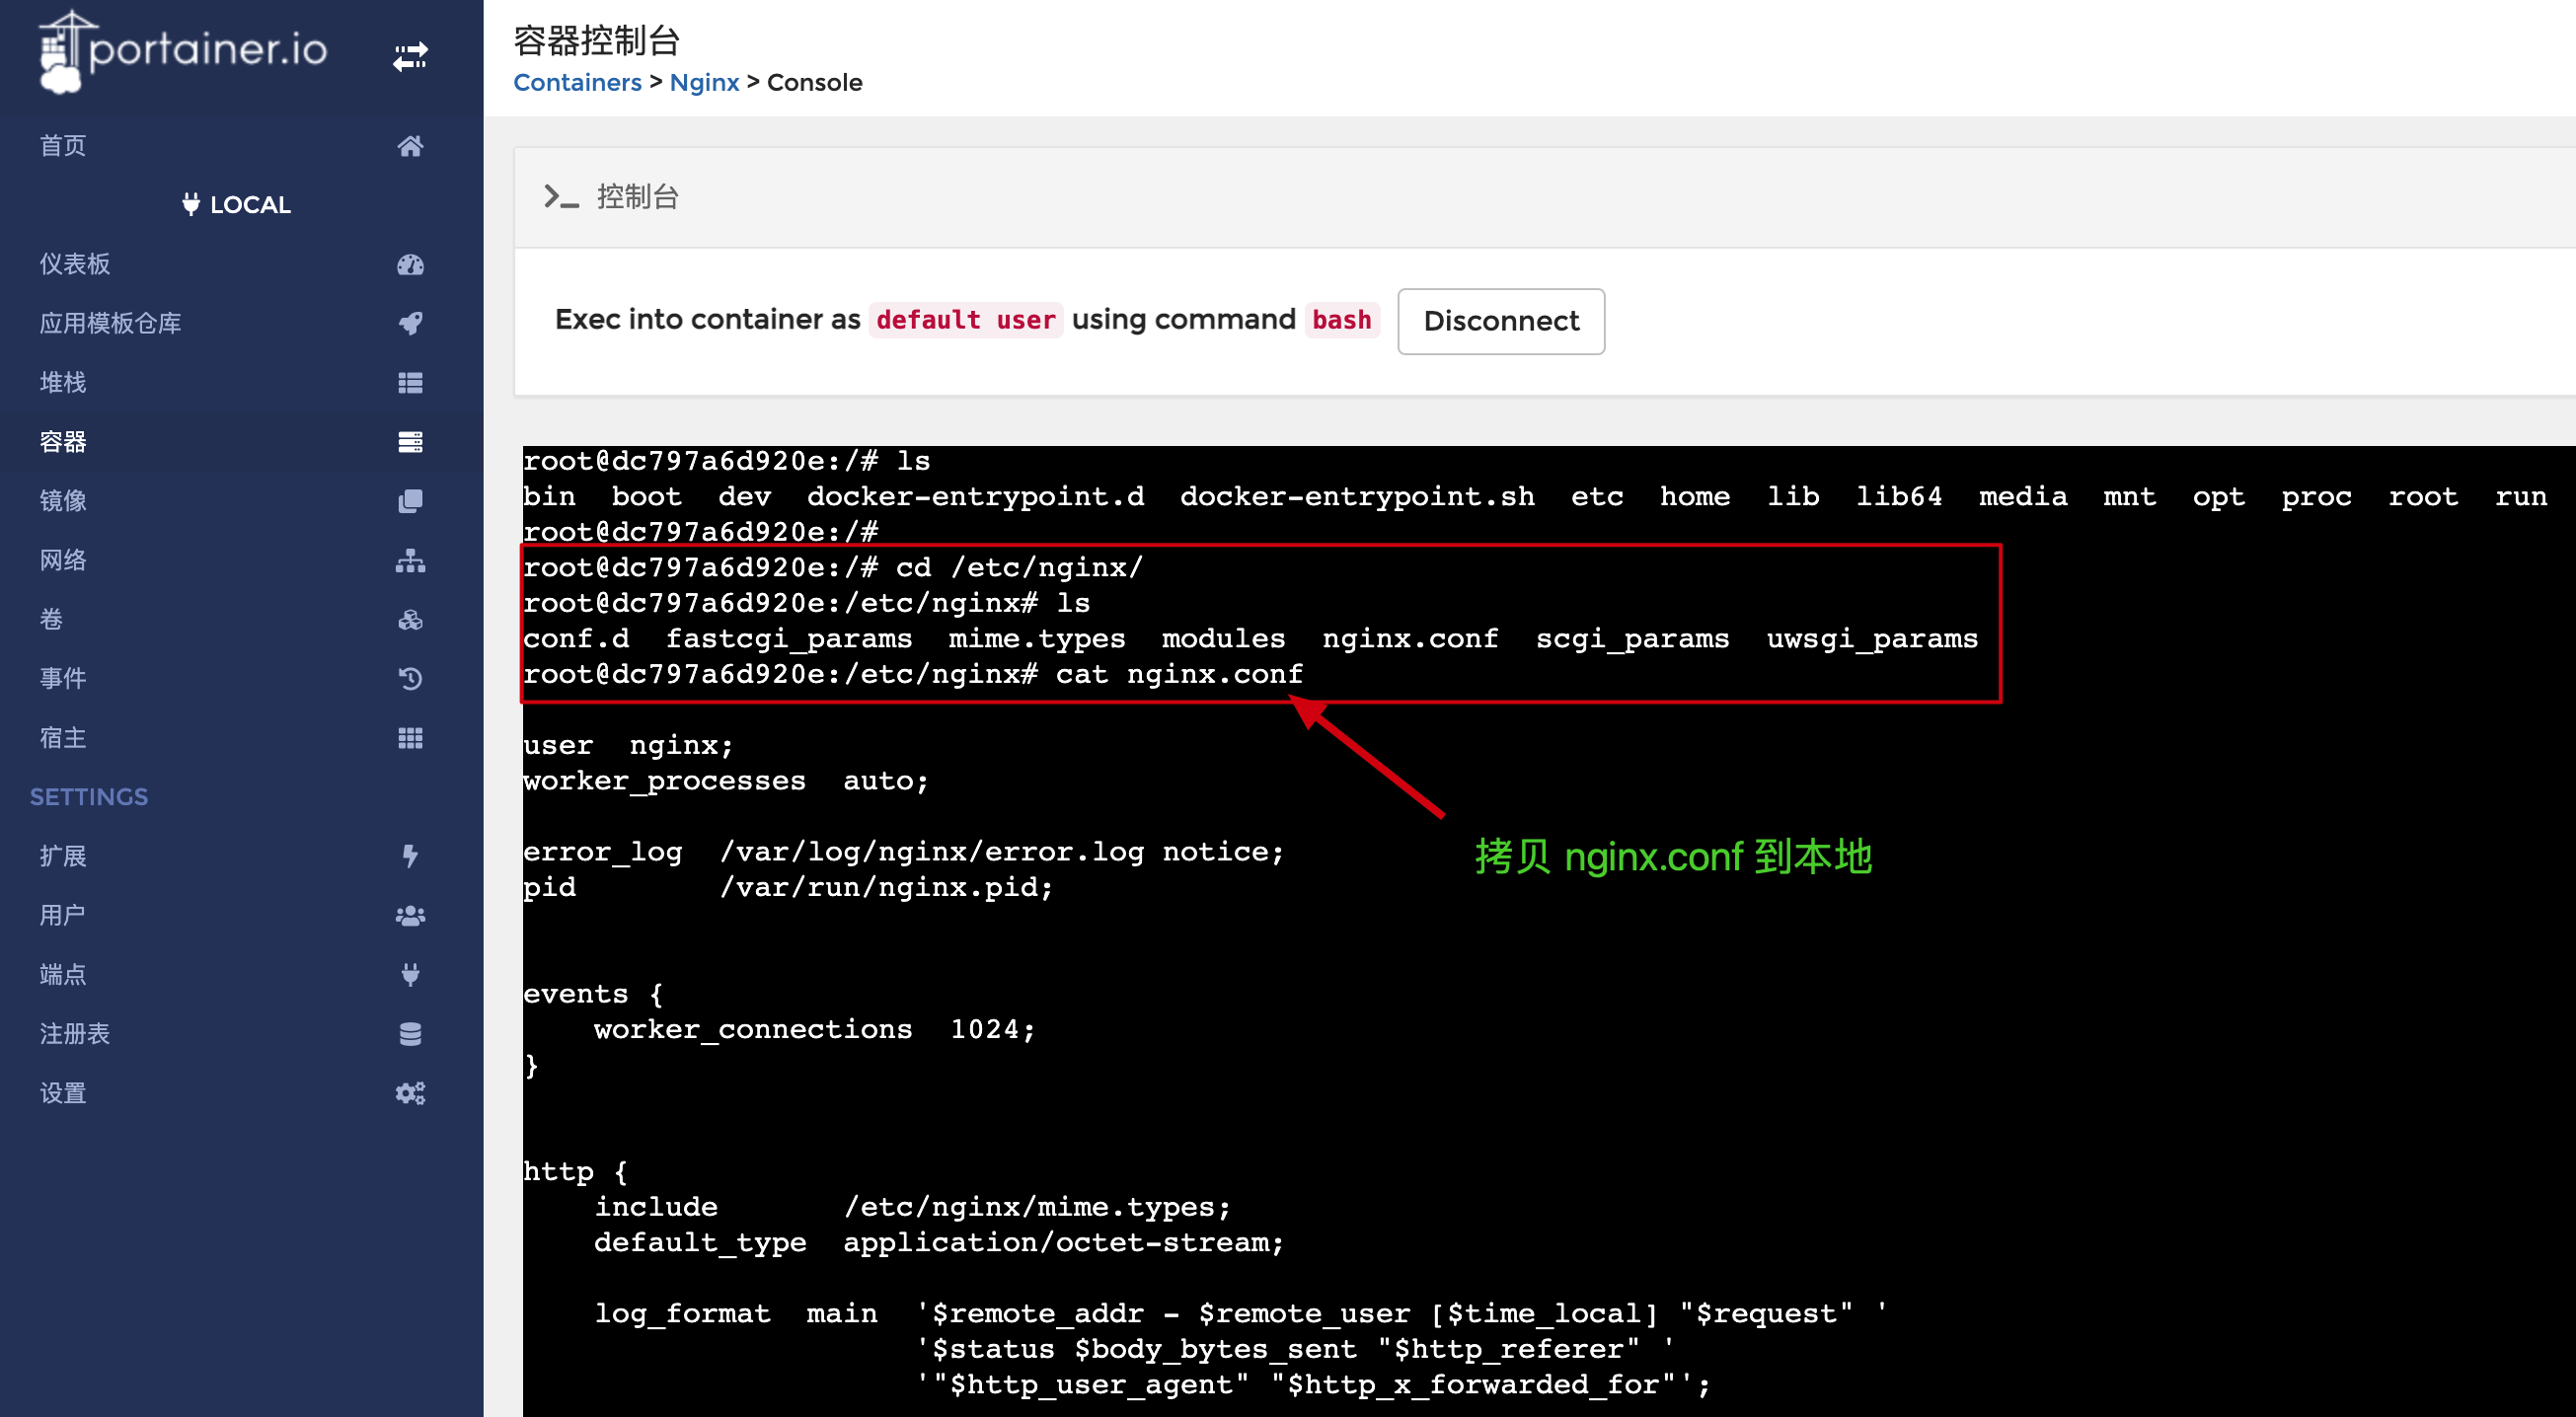 portainer.io
首页
LOCAL
仪表板
应用模板仓库
堆栈
容器
镜像
网络
卷
事件
宿主
SETTINGS
扩展
用户
端点
注册表
设置
容器控制台
Containers > Nginx > Console
>_ 控制台
Exec into container as default user using command bash Disconnect
root@dc797a6d920e:/# ls
bin  boot  dev  docker-entrypoint.d  docker-entrypoint.sh  etc  home  lib  lib64  media  mnt  opt  proc  root  run
root@dc797a6d920e:/#
root@dc797a6d920e:/# cd /etc/nginx/
root@dc797a6d920e:/etc/nginx# ls
conf.d  fastcgi_params  mime.types  modules  nginx.conf  scgi_params  uwsgi_params
root@dc797a6d920e:/etc/nginx# cat nginx.conf
user  nginx;
worker_processes  auto;
拷贝 nginx.conf 到本地
error_log  /var/log/nginx/error.log notice;
pid        /var/run/nginx.pid;
events {
    worker_connections  1024;
}
http {
    include       /etc/nginx/mime.types;
    default_type  application/octet-stream;
    log_format  main  '$remote_addr - $remote_user [$time_local] "$request" '
                      '$status $body_bytes_sent "$http_referer" '
                      '"$http_user_agent" "$http_x_forwarded_for"';